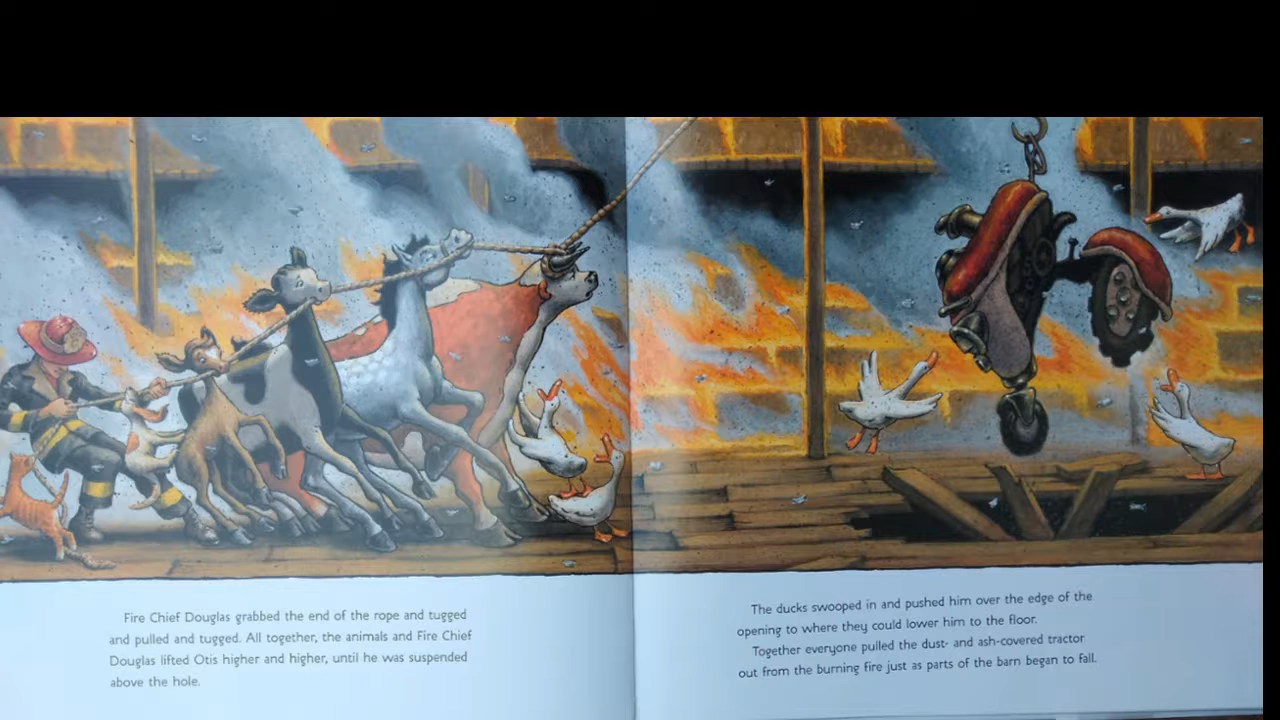 Fire Chief Douglas grabbed the end of the rope and tugged
and pulled and tugged. All together, the animals and Fire Chief
Douglas lifted Otis higher and higher, until he was suspended
above the hole.
The ducks swooped in and pushed him over the edge of the
opening to where they could lower him to the floor.
Together everyone pulled the dust- and ash-covered tractor
out from the burning fire just as parts of the barn began to fall.